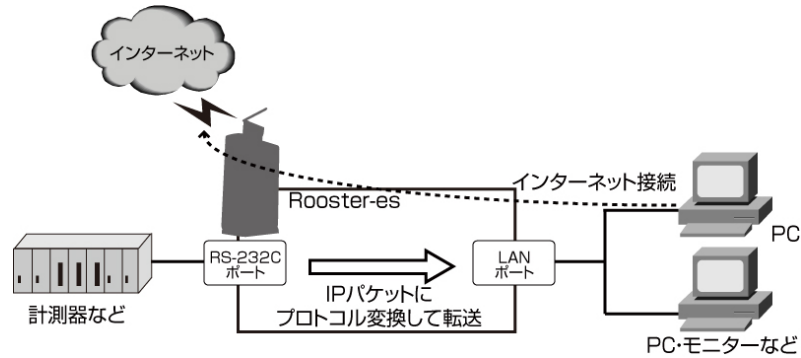 インターネット
インターネット接続
Rooster-es
PC
RS-232C
ポート
LAN
ポート
IPパケットに
プロトコル変換して転送
計測器など
PC・モニターなど